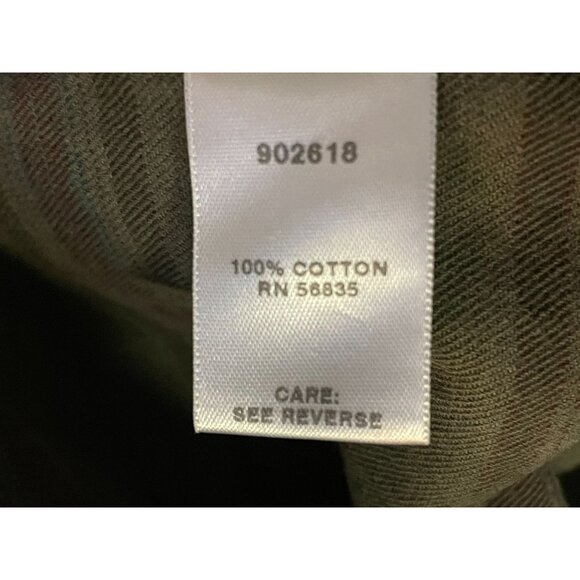 902618
100% COTTON
RN 56835
CARE:
SEE REVERSE